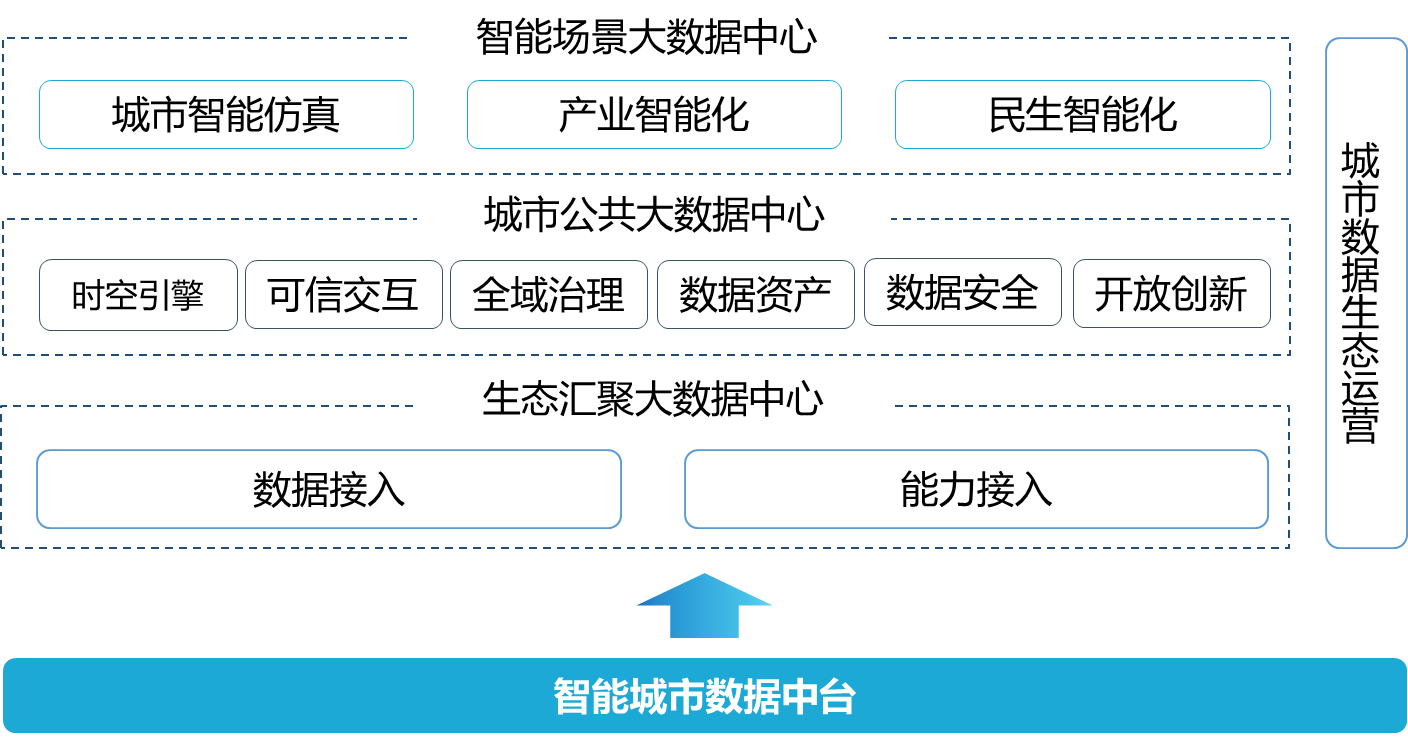 智能场景大数据中心
城市智能仿真
产业智能化
民生智能化
城市公共大数据中心
时空引擎
可信交互
全域治理
数据资产
数据安全
开放创新
生态汇聚大数据中心
数据接入
能力接入
城市数据生态运营
智能城市数据中台